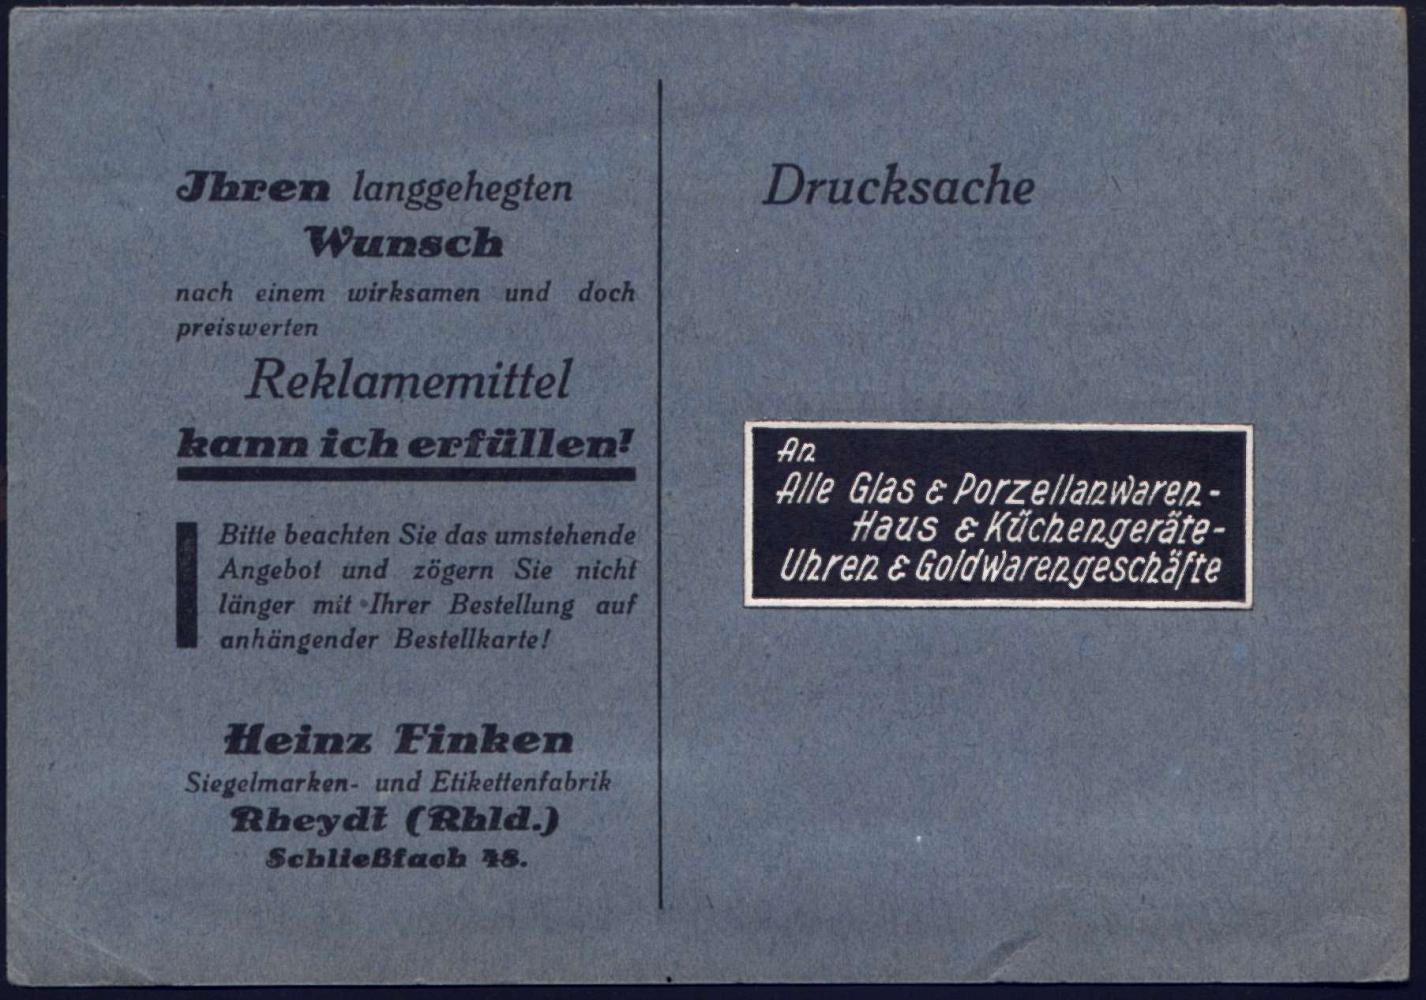 Ihren langgehegten
Wunsch
nach einem wirksamen und doch
preiswerten
Reklamemittel
kann ich erfüllen!
Bitte beachten Sie das umstehende
Angebot und zögern Sie nicht
länger mit Ihrer Bestellung auf
anhängender Bestellkarte!
Heinz Finken
Siegelmarken- und Etikettenfabrik
Rheydt (Rhld.)
Schließfach 48.
Drucksache
An
Alle Glas & Porzellanwaren-
Haus & Küchengeräte-
Uhren & Goldwarengeschäfte